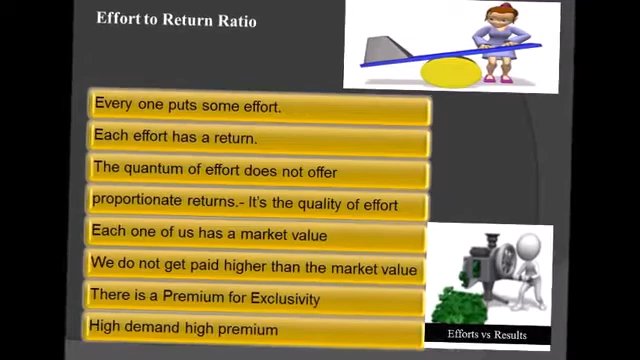 Effort to Return Ratio
Every one puts some effort.
Each effort has a return.
The quantum of effort does not offer
proportionate returns.- It's the quality of effort
Each one of us has a market value
We do not get paid higher than the market value
There is a Premium for Exclusivity
High demand high premium
Efforts vs Results